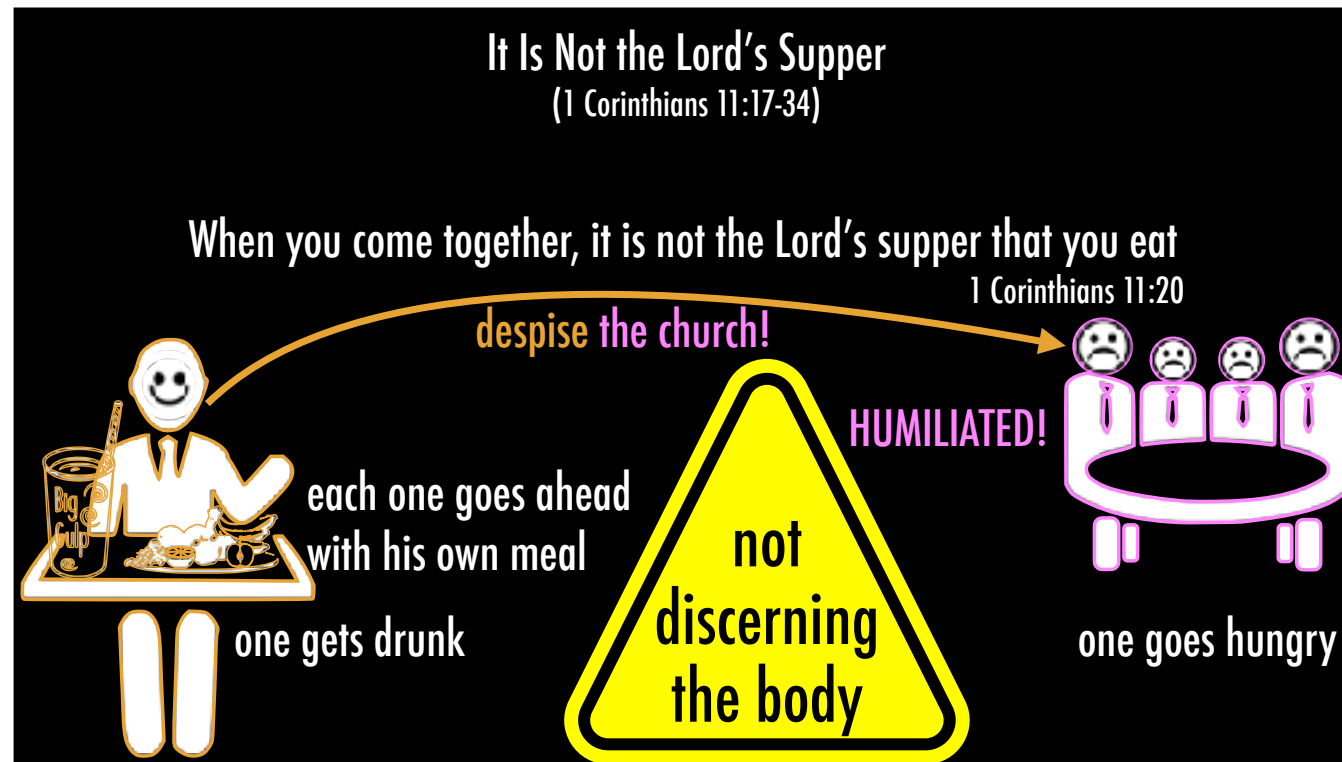 It Is Not the Lord’s Supper
(1 Corinthians 11:17-34)
When you come together, it is not the Lord’s supper that you eat
1 Corinthians 11:20
despise the church!
HUMILIATED!
Big
Gulp
each one goes ahead
with his own meal
one gets drunk
not
discerning
the body
one goes hungry